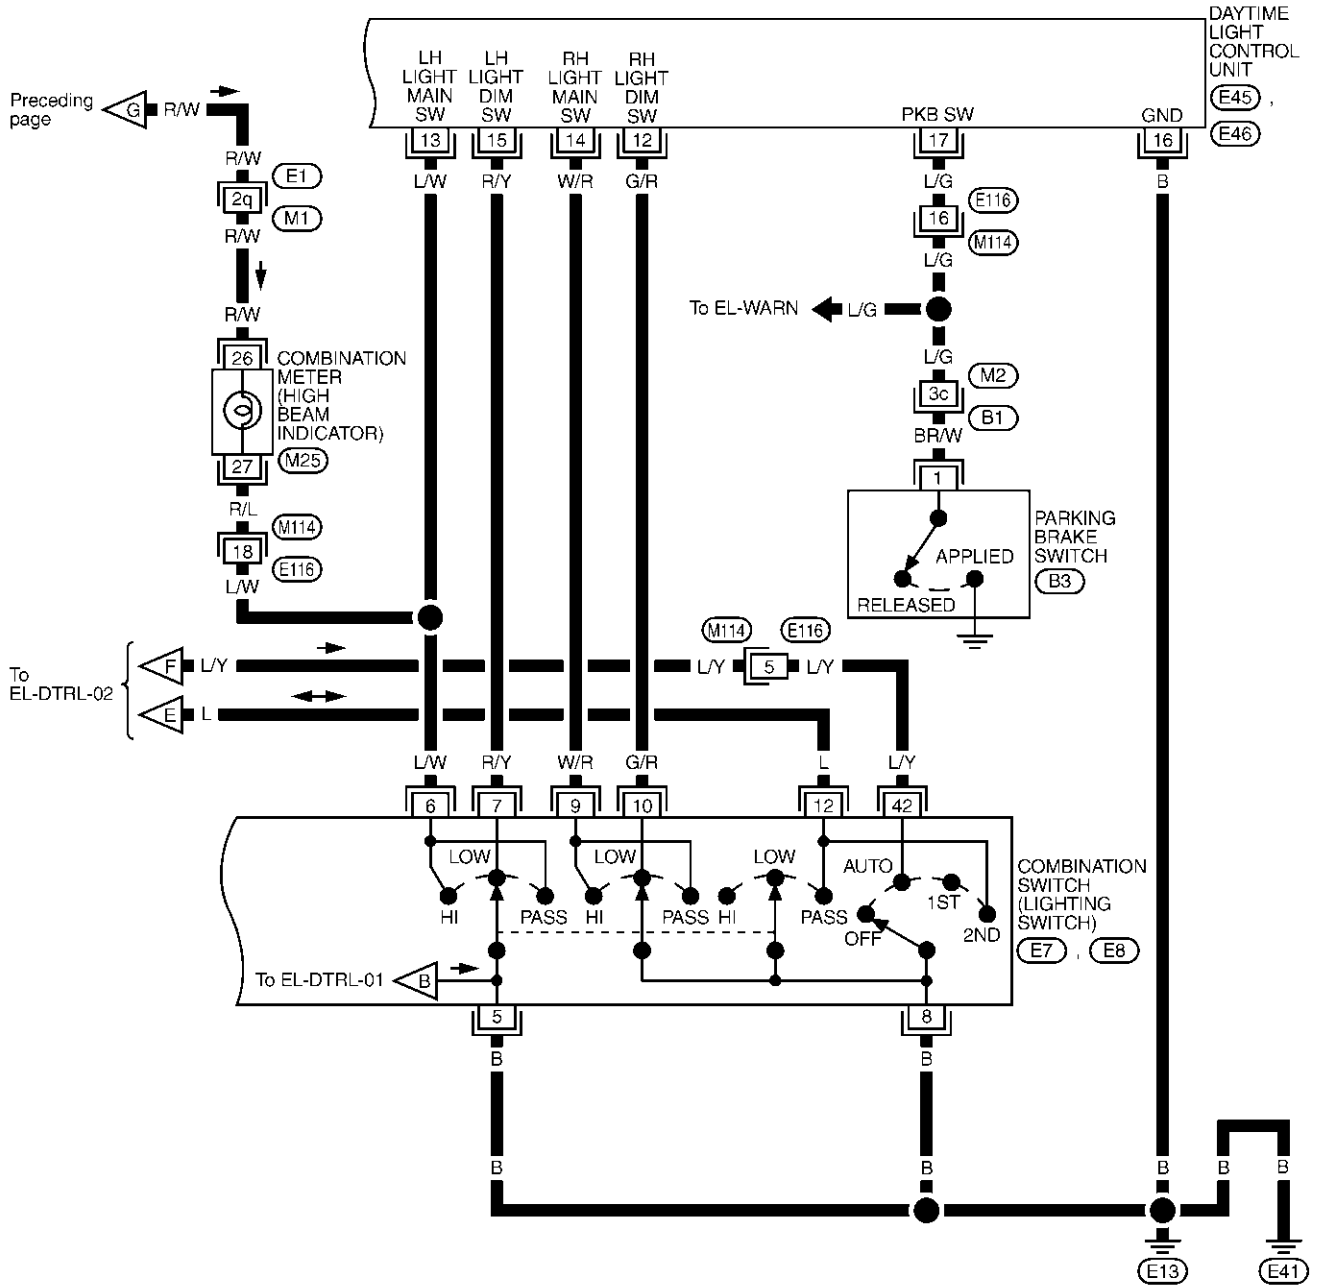 DAYTIME
LIGHT
CONTROL
UNIT
E45 ,
E46
LH
LIGHT
MAIN
SW
LH
LIGHT
DIM
SW
RH
LIGHT
MAIN
SW
RH
LIGHT
DIM
SW
PKB SW
GND
13
15
14
12
17
16
Preceding
page
G
R/W
R/W
E1
2q
M1
R/W
R/W
26
COMBINATION
METER
(HIGH
BEAM
INDICATOR)
27
M25
R/L
M114
18
E116
L/W
L/W
R/Y
W/R
G/R
L/G
B
E116
16
M114
L/G
To EL-WARN
L/G
L/G
M2
3c
B1
BR/W
1
PARKING
BRAKE
SWITCH
B3
APPLIED
RELEASED
To
EL-DTRL-02
F
L/Y
E
L
M114
E116
L/Y
5
L/Y
L/W
R/Y
W/R
G/R
L
L/Y
6
7
9
10
12
42
LOW
HI
PASS
LOW
HI
PASS
LOW
HI
PASS
AUTO
1ST
OFF
2ND
COMBINATION
SWITCH
(LIGHTING
SWITCH)
E7 , E8
To EL-DTRL-01
B
5
8
B
B
B
B
B
B
B
E13
E41